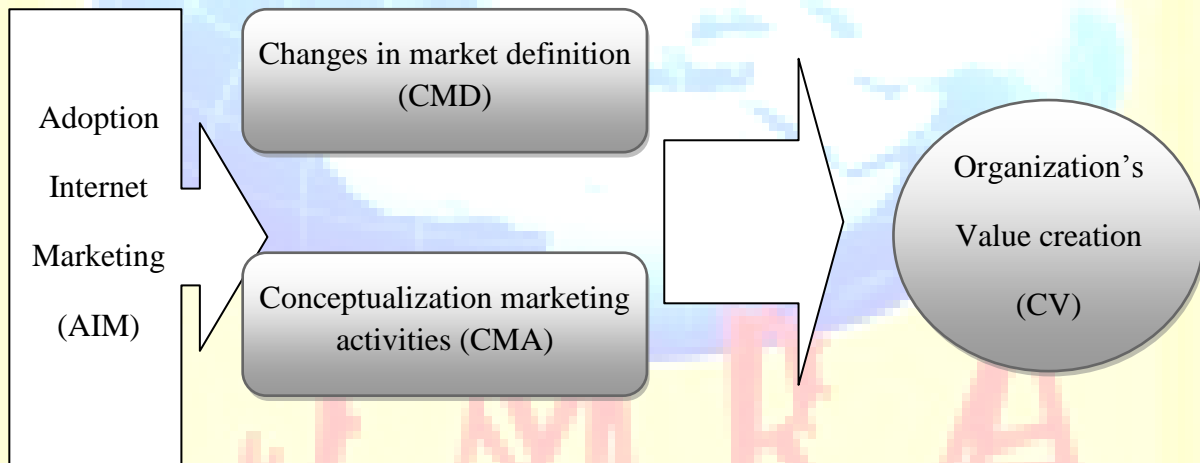 Adoption
Internet
Marketing
(AIM)
Changes in market definition
(CMD)
Conceptualization marketing
activities (CMA)
Organization’s
Value creation
(CV)